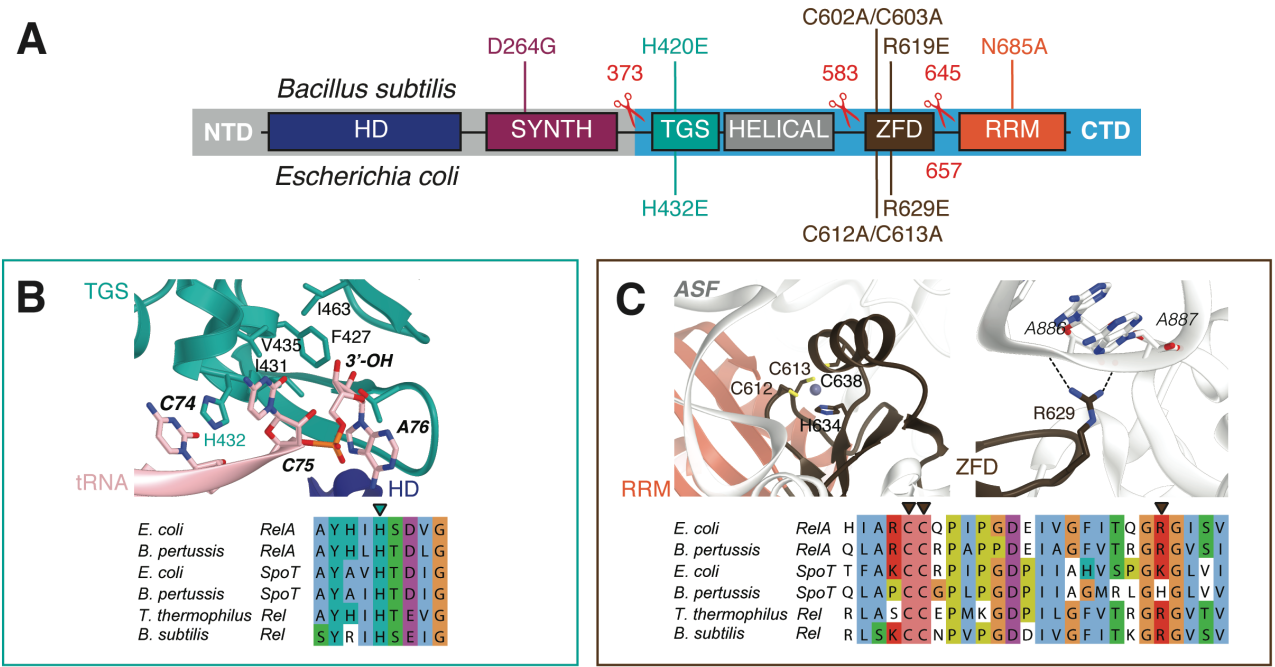 A
C602A/C603A
D264G
H420E
R619E
N685A
373
583
645
Bacillus subtilis
NTD
HD
SYNTH
TGS
HELICAL
ZFD
RRM
CTD
Escherichia coli
657
H432E
R629E
C612A/C613A
B
TGS
I463
V435
F427
I431
3'-OH
C74
H432
A76
C75
tRNA
HD
E. coli RelA AYHIHSDVG
B. pertussis RelA AYHLHTDLG
E. coli SpoT AYAVHTDIG
B. pertussis SpoT AYAIHTDIG
T. thermophilus Rel AYHIHTEVG
B. subtilis Rel SYRIHSEIG
C
ASF
A886
A887
C613
C612
C638
H634
R629
ZFD
RRM
E. coli RelA HIARCCQPIPGDEIVGFITQGRGISV
B. pertussis RelA QLARCCRPAPPDEIAGFVTRGRGVSI
E. coli SpoT TFAKCCRPIPGDPIIAHVSPGKGLVI
B. pertussis SpoT QLAPCCGPLPGDPIIAGMRLGHGLVV
T. thermophilus Rel RLASCCEPMKGDPILGFVTRGRGVTV
B. subtilis Rel RLSKCCNPVPGDDIVGFITKGRGVSV